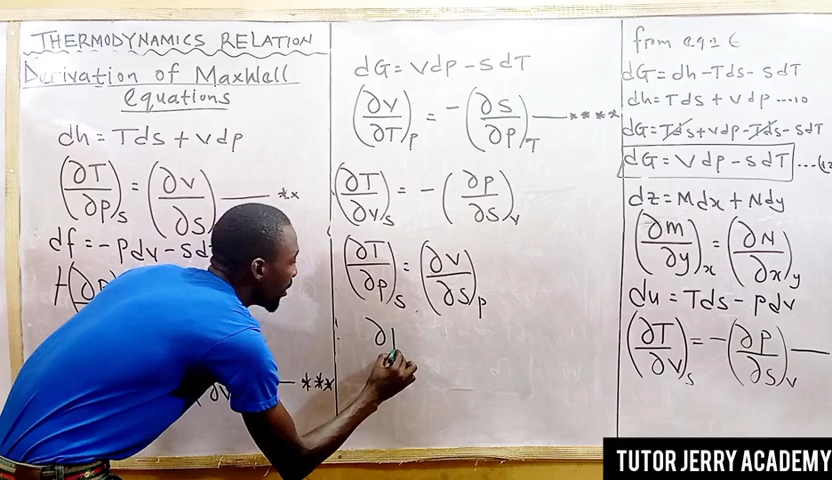 THERMODYNAMICS RELATION
Derivation of Maxwell
Equations
dh = Tds + vdp
(∂T/∂p)s = (∂v/∂s) — **
df = -pdv - sd
— ***
dG = Vdp - SdT
(∂v/∂T)p = -(∂s/∂p)T — ****
(∂T/∂v)s = -(∂p/∂s)v
(∂T/∂p)s = (∂v/∂s)p
∂
from eqn 6
dG = dh - Tds - SdT
dh = Tds + vdp ....10
dG = Tds + vdp - Tds - SdT
dG = Vdp - SdT
dz = Mdx + Ndy
(∂m/∂y)x = (∂N/∂x)y
du = Tds - pdv
(∂T/∂v)s = -(∂p/∂s)v —
TUTOR JERRY ACADEMY